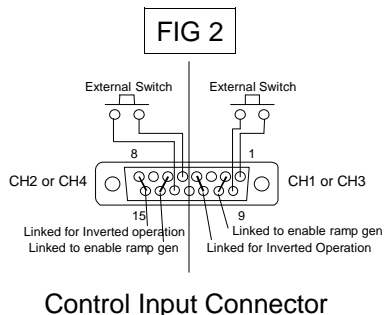 FIG 2
External Switch External Switch
8 1
CH2 or CH4 CH1 or CH3
15 9
Linked for Inverted operation Linked to enable ramp gen
Linked to enable ramp gen Linked for Inverted Operation
Control Input Connector